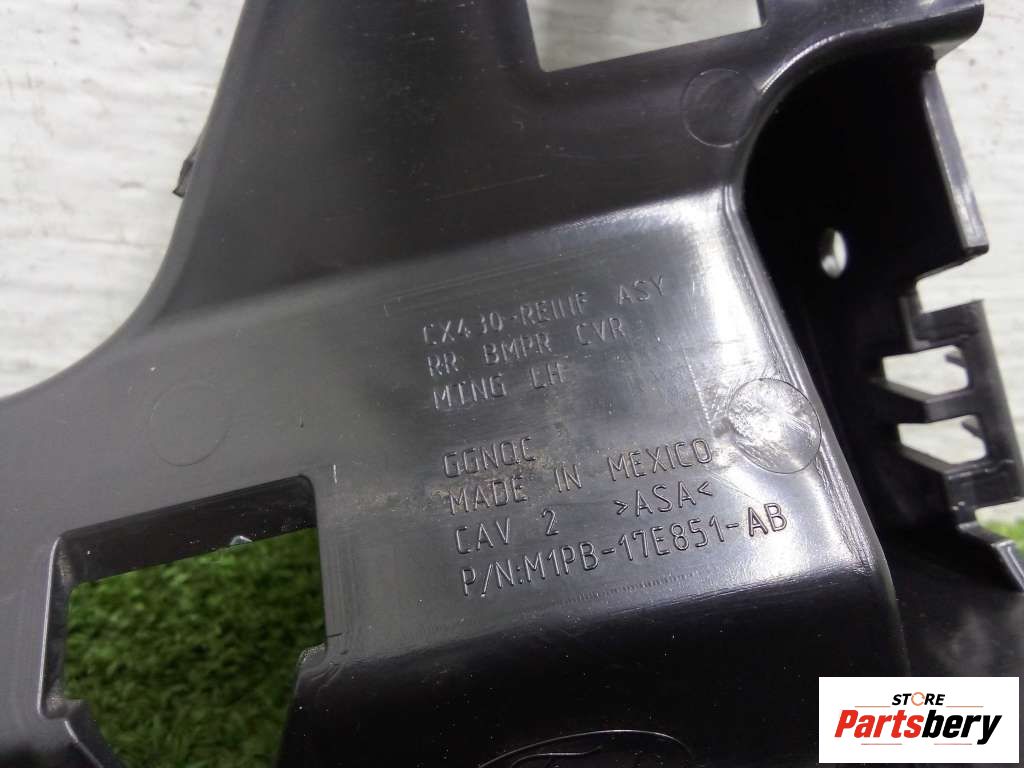 CX430-REINF ASY
RR BMPR CVR
MTNG LH
GGNQC
MADE IN MEXICO
CAV 2 >ASA<
P/N:M1PB-17E851-AB
STORE
Partsbery